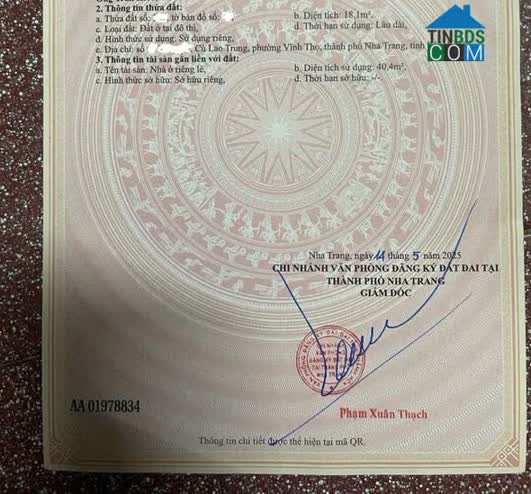 2. Thông tin thửa đất:
a. Thửa đất số: , tờ bản đồ số:
b. Diện tích: 18,1m².
c. Loại đất: Đất ở tại đô thị,
d. Thời hạn sử dụng: Lâu dài,
đ. Hình thức sử dụng: Sử dụng riêng,
e. Địa chỉ: số Cù Lao Trung, phường Vĩnh Thọ, thành phố Nha Trang, tỉnh
3. Thông tin tài sản gắn liền với đất:
a. Tên tài sản: Nhà ở riêng lẻ,
b. Diện tích sử dụng: 40,4m²,
c. Hình thức sở hữu: Sở hữu riêng,
d. Thời hạn sở hữu: -/-.
TINBDS
COM
Nha Trang, ngày 14 tháng 5 năm 2025
CHI NHÁNH VĂN PHÒNG ĐĂNG KÝ ĐẤT ĐAI TẠI
THÀNH PHỐ NHA TRANG
GIÁM ĐỐC
Phạm Xuân Thạch
AA 01978834
Thông tin chi tiết được thể hiện tại mã QR.